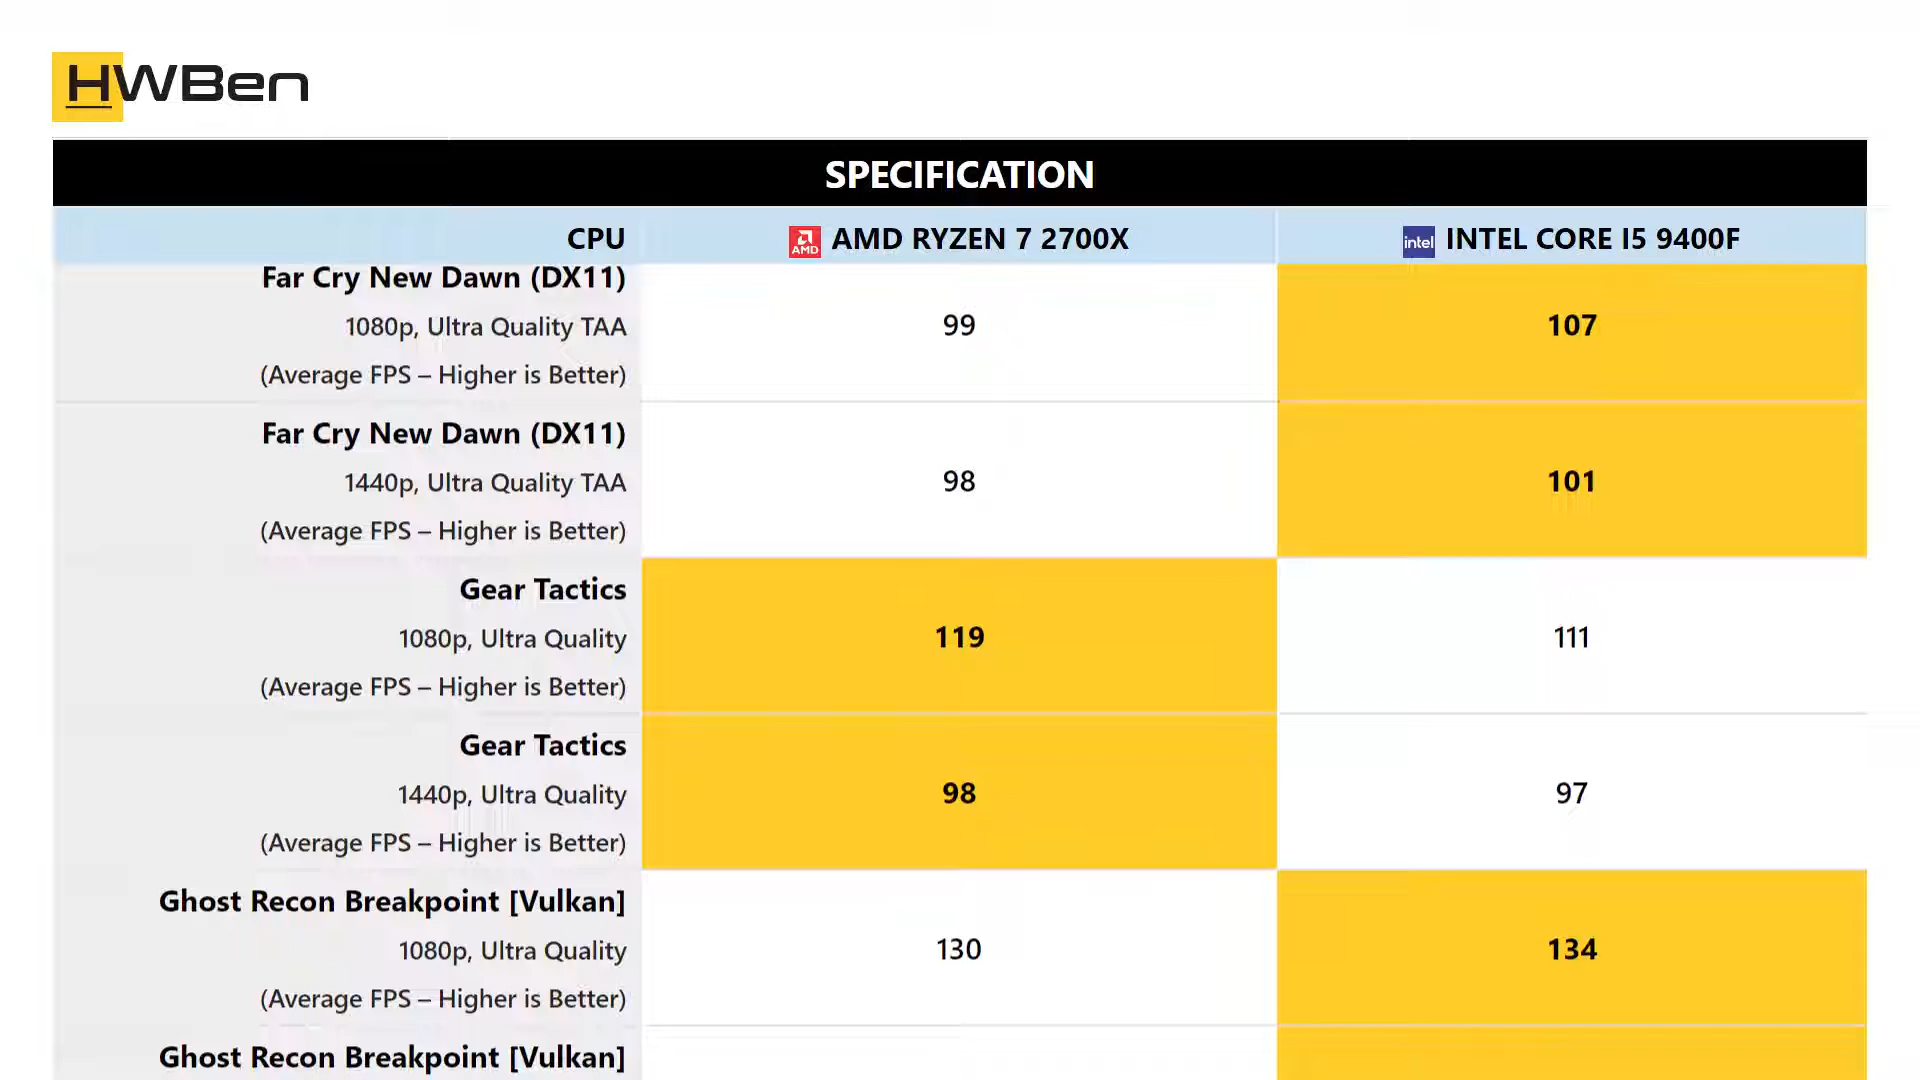 HWBen
SPECIFICATION
CPU AMD AMD RYZEN 7 2700X intel INTEL CORE I5 9400F
Far Cry New Dawn (DX11)
1080p, Ultra Quality TAA 99 107
(Average FPS – Higher is Better)
Far Cry New Dawn (DX11)
1440p, Ultra Quality TAA 98 101
(Average FPS – Higher is Better)
Gear Tactics
1080p, Ultra Quality 119 111
(Average FPS – Higher is Better)
Gear Tactics
1440p, Ultra Quality 98 97
(Average FPS – Higher is Better)
Ghost Recon Breakpoint [Vulkan]
1080p, Ultra Quality 130 134
(Average FPS – Higher is Better)
Ghost Recon Breakpoint [Vulkan]